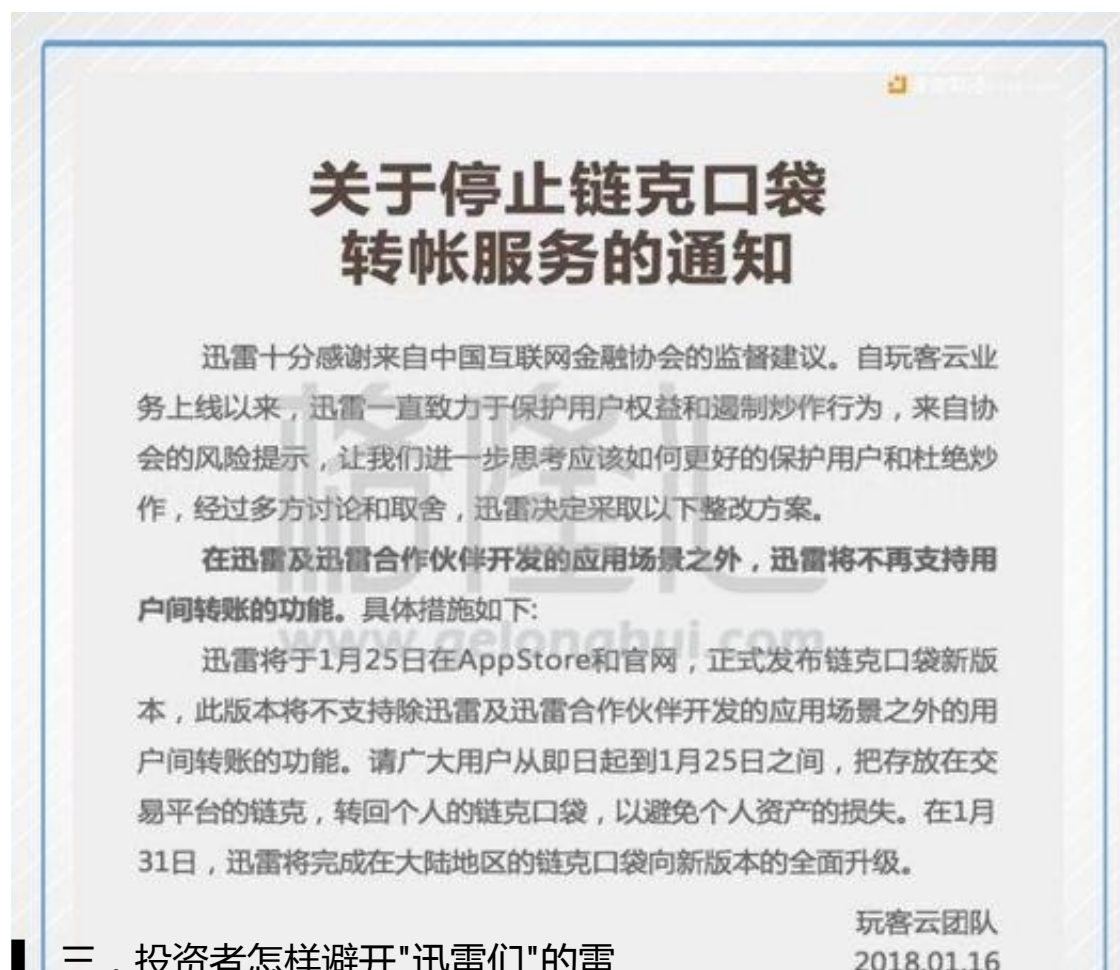 关于停止链克口袋
转帐服务的通知
迅雷十分感谢来自中国互联网金融协会的监督建议。自玩客云业
务上线以来，迅雷一直致力于保护用户权益和遏制炒作行为，来自协
会的风险提示，让我们进一步思考应该如何更好的保护用户和杜绝炒
作，经过多方讨论和取舍，迅雷决定采取以下整改方案。
在迅雷及迅雷合作伙伴开发的应用场景之外，迅雷将不再支持用
户间转账的功能。具体措施如下:
迅雷将于1月25日在AppStore和官网，正式发布链克口袋新版
本，此版本将不支持除迅雷及迅雷合作伙伴开发的应用场景之外的用
户间转账的功能。请广大用户从即日起到1月25日之间，把存放在交
易平台的链克，转回个人的链克口袋，以避免个人资产的损失。在1月
31日，迅雷将完成在大陆地区的链克口袋向新版本的全面升级。
玩客云团队
2018.01.16
三．投资者怎样避开"迅雷们"的雷
格隆汇
www.gelonghui.com